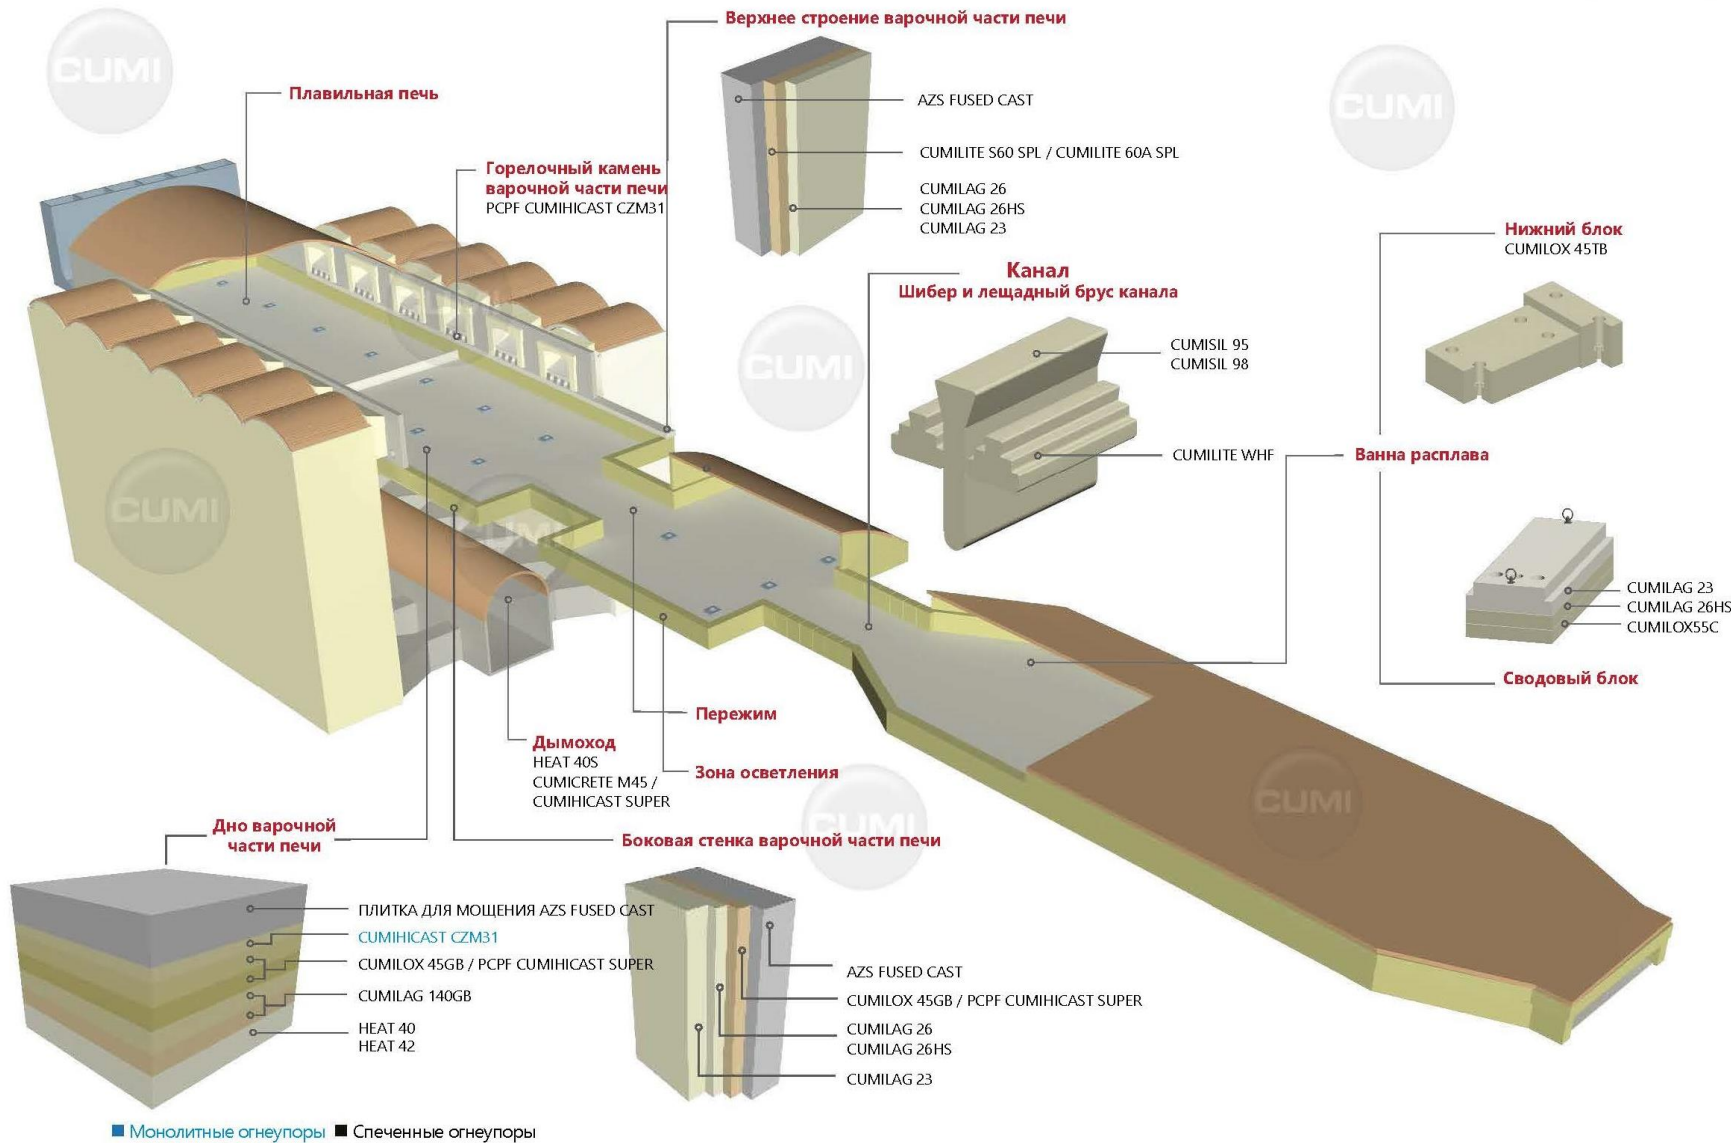 CUMI
Верхнее строение варочной части печи
AZS FUSED CAST
CUMILITE S60 SPL / CUMILITE 60A SPL
CUMILAG 26
CUMILAG 26HS
CUMILAG 23
CUMI
Плавильная печь
Горелочный камень
варочной части печи
PCPF CUMIHICAST CZM31
Канал
Шибер и лещадный брус канала
CUMISIL 95
CUMISIL 98
CUMILITE WHF
CUMI
Нижний блок
CUMILOX 45TB
Ванна расплава
CUMILAG 23
CUMILAG 26HS
CUMILOX55C
Сводовый блок
CUMI
CUMI
Пережим
Дымоход
HEAT 40S
CUMICRETE M45 /
CUMIHICAST SUPER
Зона осветления
CUMI
CUMI
Дно варочной
части печи
ПЛИТКА ДЛЯ МОЩЕНИЯ AZS FUSED CAST
CUMIHICAST CZM31
CUMILOX 45GB / PCPF CUMIHICAST SUPER
CUMILAG 140GB
HEAT 40
HEAT 42
Боковая стенка варочной части печи
AZS FUSED CAST
CUMILOX 45GB / PCPF CUMIHICAST SUPER
CUMILAG 26
CUMILAG 26HS
CUMILAG 23
Монолитные огнеупоры Спеченные огнеупоры